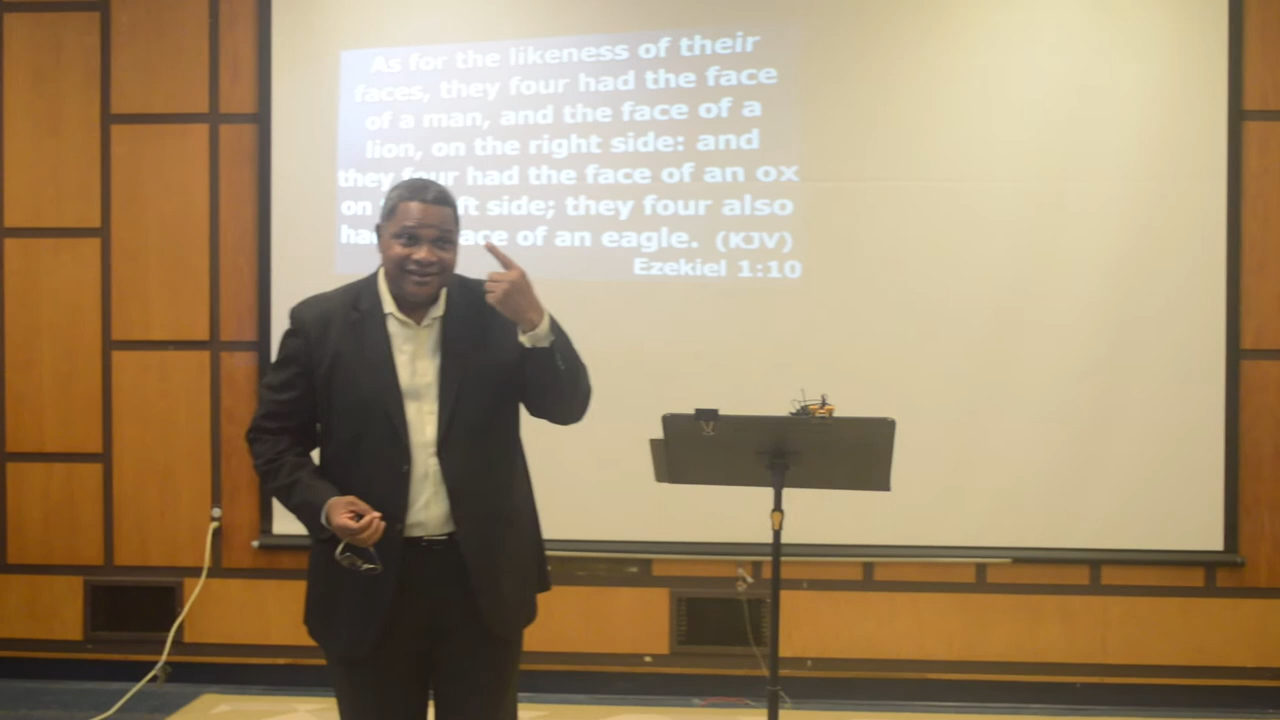 As for the likeness of their
faces, they four had the face
of a man, and the face of a
lion, on the right side: and
they four had the face of an ox
on side; they four also
of an eagle. (KJV)
Ezekiel 1:10